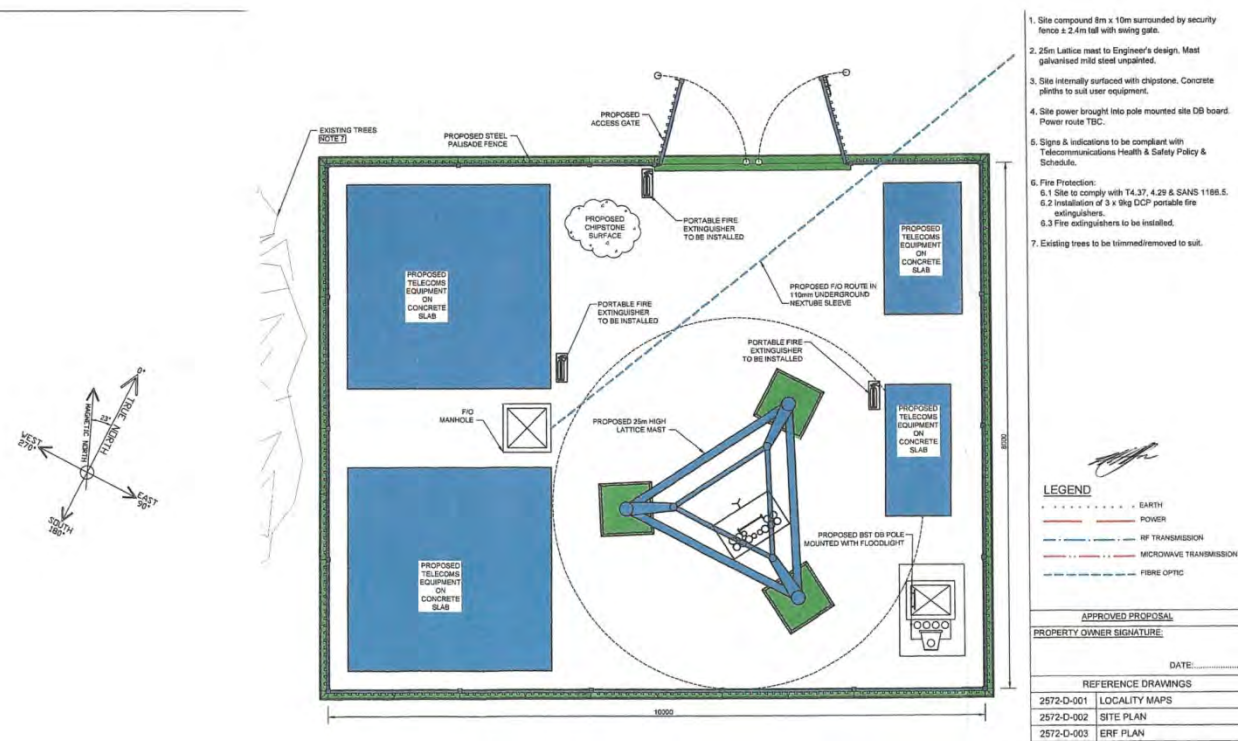 1. Site compound 8m x 10m surrounded by security
fence ± 2.4m tall with swing gate.
2. 25m Lattice mast to Engineer's design. Mast
galvanised mild steel unpainted.
3. Site internally surfaced with chipstone. Concrete
plinths to suit user equipment.
4. Site power brought into pole mounted site DB board.
Power route TBC.
5. Signs & indications to be compliant with
Telecommunications Health & Safety Policy &
Schedule.
6. Fire Protection:
6.1 Site to comply with T4.37, 4.29 & SANS 1186.5.
6.2 Installation of 3 x 9kg DCP portable fire
extinguishers.
6.3 Fire extinguishers to be installed.
7. Existing trees to be trimmed/removed to suit.
EXISTING TREES
NOTE 7
PROPOSED STEEL
PALISADE FENCE
PROPOSED
ACCESS GATE
PROPOSED
TELECOMS
EQUIPMENT
ON
CONCRETE
SLAB
PROPOSED
CHIPSTONE
SURFACE
PORTABLE FIRE
EXTINGUISHER
TO BE INSTALLED
PROPOSED
TELECOMS
EQUIPMENT
ON
CONCRETE
SLAB
PROPOSED F/O ROUTE IN
110mm UNDERGROUND
NEXTUBE SLEEVE
PORTABLE FIRE
EXTINGUISHER
TO BE INSTALLED
PORTABLE FIRE
EXTINGUISHER
TO BE INSTALLED
F/O
MANHOLE
PROPOSED 25m HIGH
LATTICE MAST
PROPOSED
TELECOMS
EQUIPMENT
ON
CONCRETE
SLAB
8000
PROPOSED
TELECOMS
EQUIPMENT
ON
CONCRETE
SLAB
PROPOSED BST DB POLE
MOUNTED WITH FLOODLIGHT
10000
0°
TRUE NORTH
23°
MAGNETIC NORTH
WEST
270°
EAST
90°
SOUTH
180°
LEGEND
EARTH
POWER
RF TRANSMISSION
MICROWAVE TRANSMISSION
FIBRE OPTIC
APPROVED PROPOSAL
PROPERTY OWNER SIGNATURE:
DATE:
REFERENCE DRAWINGS
2572-D-001 LOCALITY MAPS
2572-D-002 SITE PLAN
2572-D-003 ERF PLAN